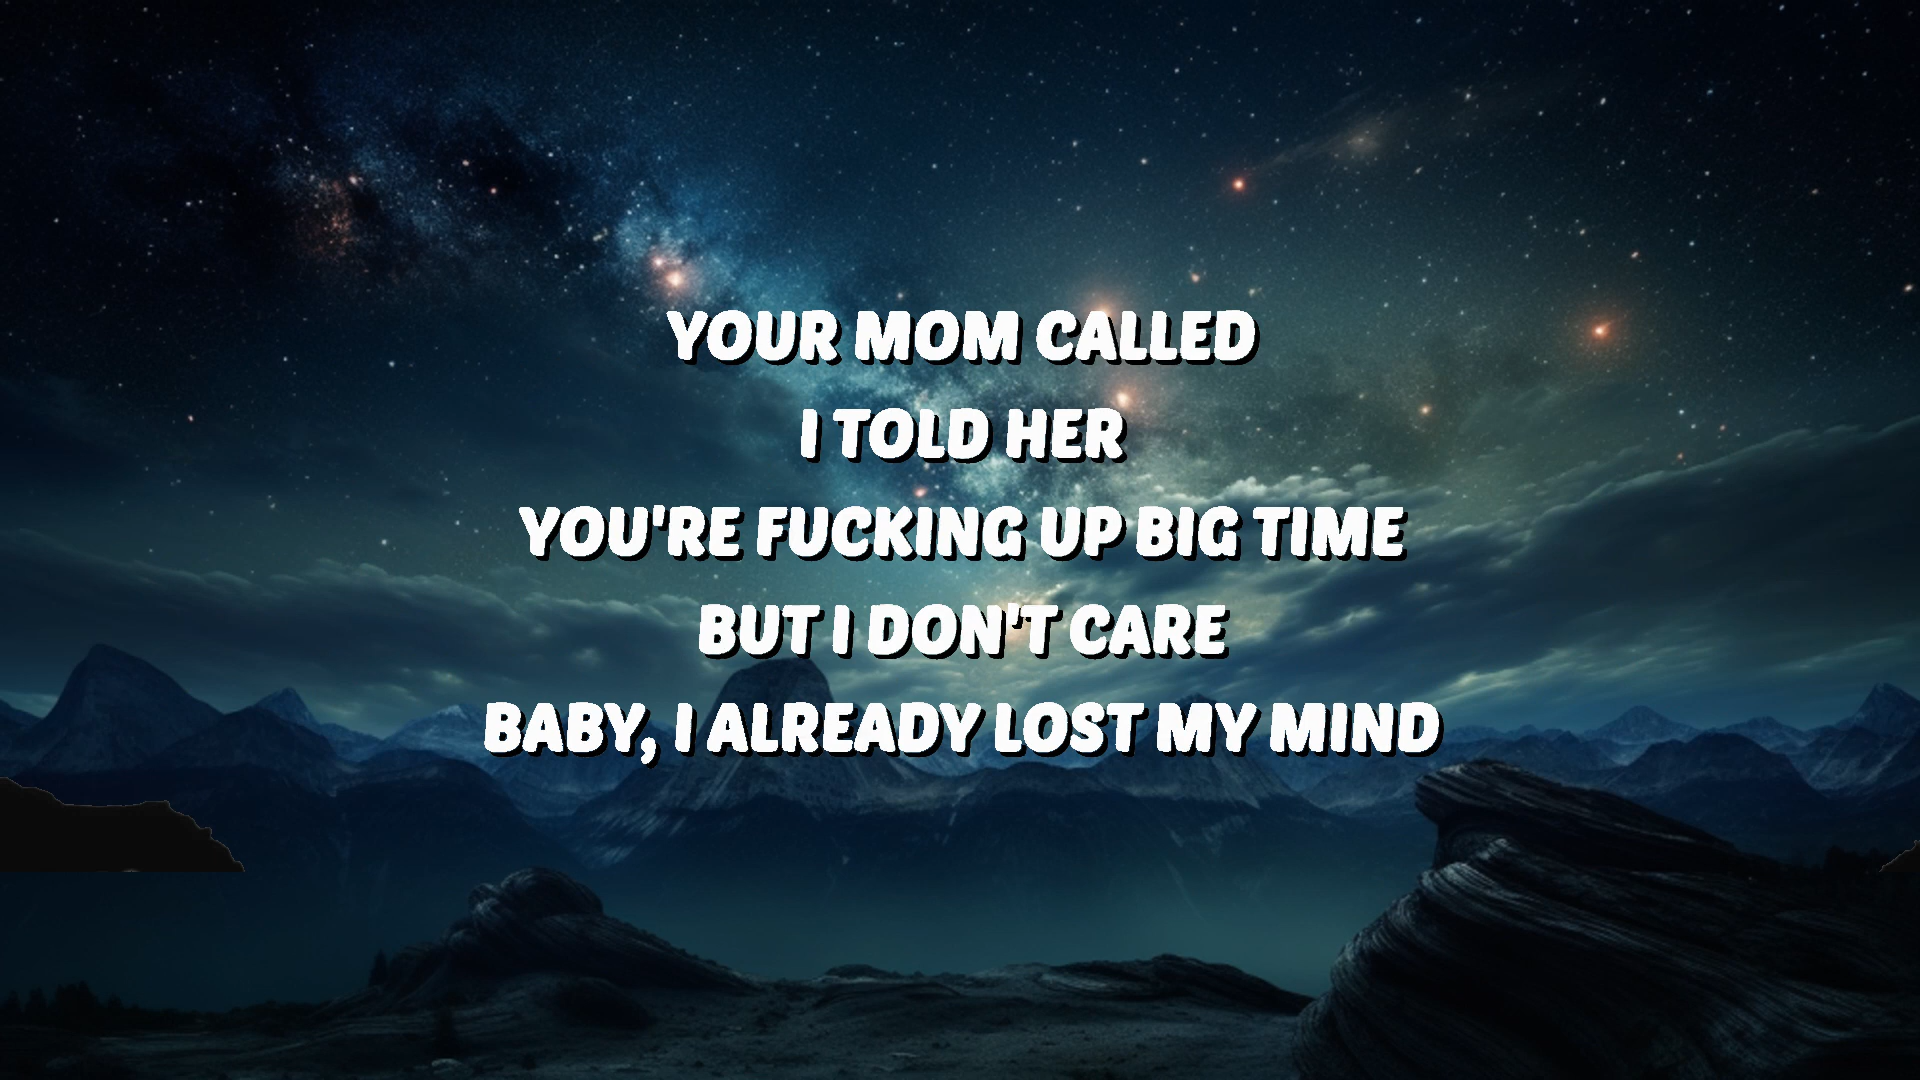 YOUR MOM CALLED
I TOLD HER
YOU'RE FUCKING UP BIG TIME
BUT I DON'T CARE
BABY, I ALREADY LOST MY MIND